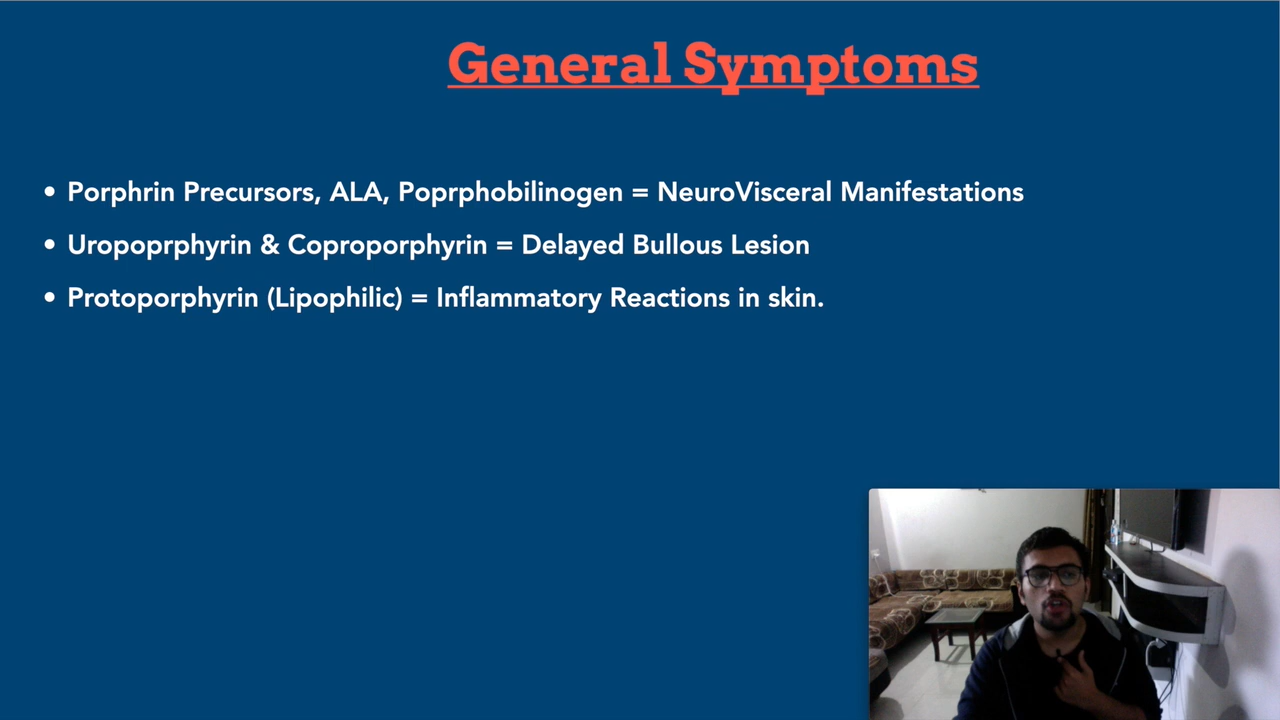 General Symptoms
• Porphrin Precursors, ALA, Poprphobilinogen = NeuroVisceral Manifestations
• Uropoprphyrin & Coproporphyrin = Delayed Bullous Lesion
• Protoporphyrin (Lipophilic) = Inflammatory Reactions in skin.